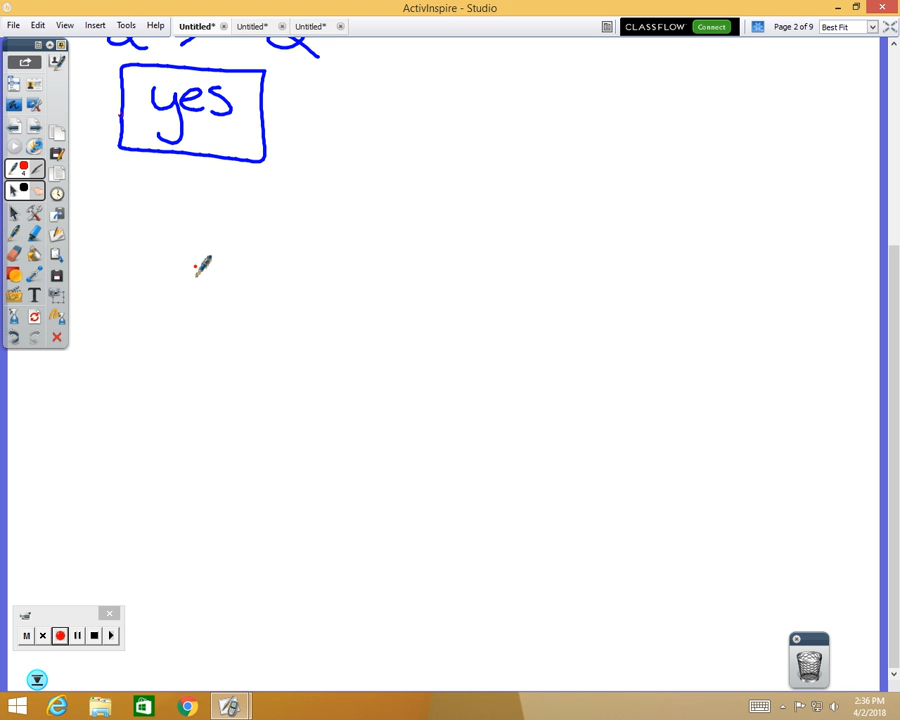 ActivInspire - Studio
File Edit View Insert Tools Help Untitled* Untitled* Untitled* CLASSFLOW Connect Page 2 of 9 Best Fit
yes
4
T
M
2:36 PM
4/2/2018